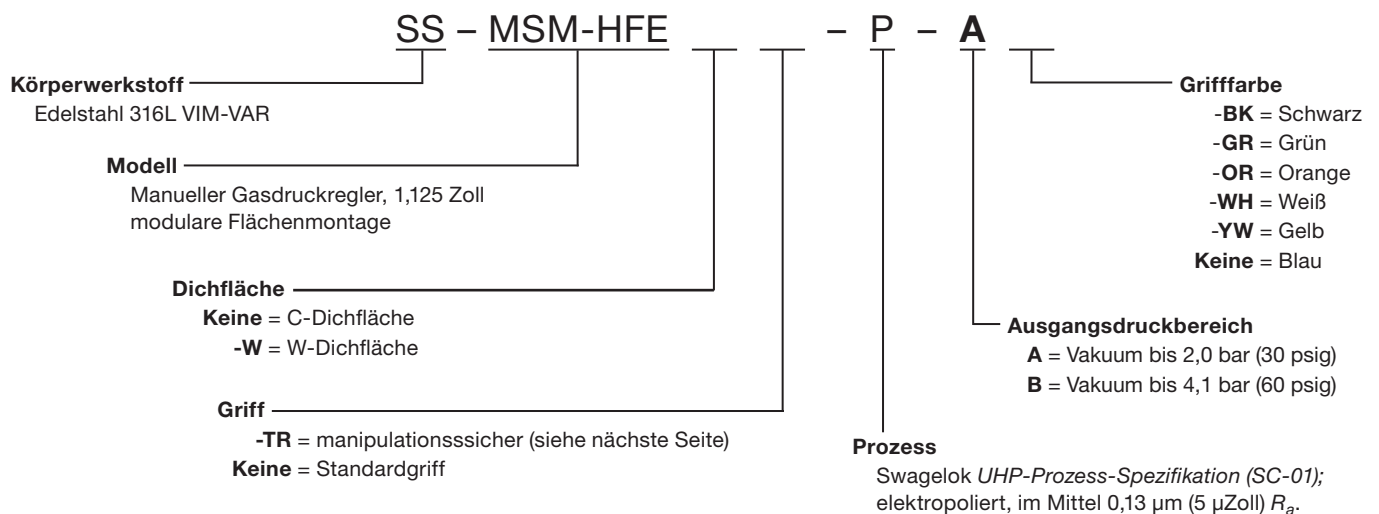 SS – MSM-HFE – P – A
Körperwerkstoff
Edelstahl 316L VIM-VAR
Modell
Manueller Gasdruckregler, 1,125 Zoll
modulare Flächenmontage
Dichfläche
Keine = C-Dichfläche
-W = W-Dichfläche
Griff
-TR = manipulationsssicher (siehe nächste Seite)
Keine = Standardgriff
Grifffarbe
-BK = Schwarz
-GR = Grün
-OR = Orange
-WH = Weiß
-YW = Gelb
Keine = Blau
Ausgangsdruckbereich
A = Vakuum bis 2,0 bar (30 psig)
B = Vakuum bis 4,1 bar (60 psig)
Prozess
Swagelok UHP-Prozess-Spezifikation (SC-01);
elektropoliert, im Mittel 0,13 µm (5 µZoll) Ra.